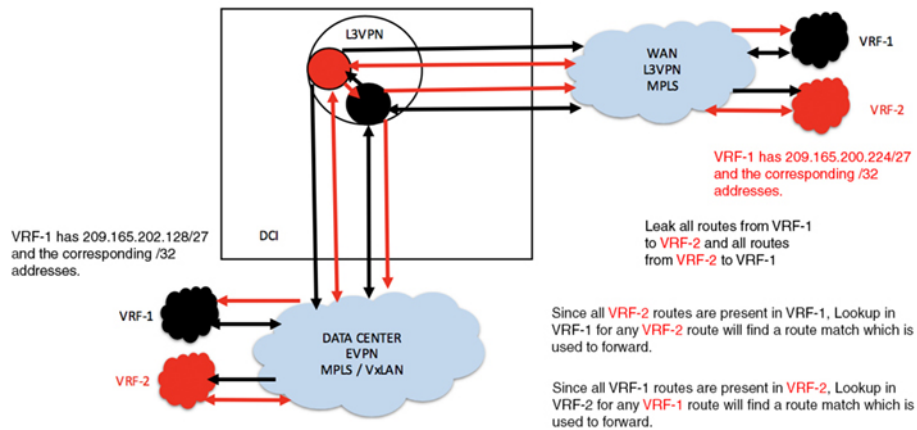 L3VPN
WAN
L3VPN
MPLS
VRF-1
VRF-2
VRF-1 has 209.165.200.224/27
and the corresponding /32
addresses.
DCI
Leak all routes from VRF-1
to VRF-2 and all routes
from VRF-2 to VRF-1
VRF-1 has 209.165.202.128/27
and the corresponding /32
addresses.
VRF-1
VRF-2
DATA CENTER
EVPN
MPLS / VxLAN
Since all VRF-2 routes are present in VRF-1, Lookup in
VRF-1 for any VRF-2 route will find a route match which is
used to forward.
Since all VRF-1 routes are present in VRF-2, Lookup in
VRF-2 for any VRF-1 route will find a route match which is
used to forward.